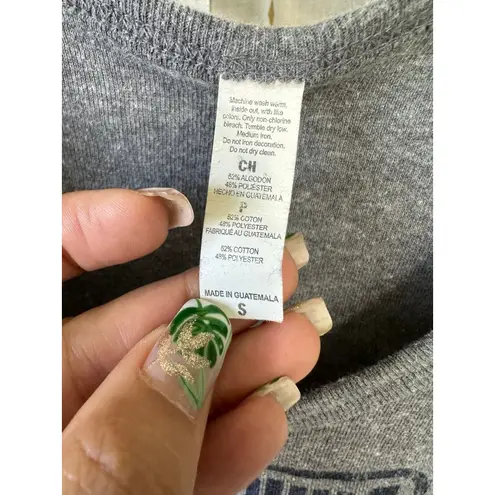 Machine wash warm,
inside out, with like
colors. Only non-chlorine
bleach. Tumble dry low.
Medium iron.
Do not iron decoration.
Do not dry clean.
CH
52% ALGODÓN
48% POLIESTER
HECHO EN GUATEMALA
P
52% COTON
48% POLYESTER
FABRIQUÉ AU GUATEMALA
52% COTTON
48% POLYESTER
MADE IN GUATEMALA
S